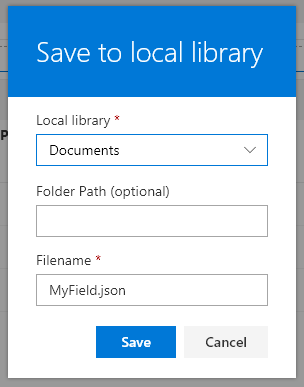 Save to local library
Local library *
Documents
Folder Path (optional)
Filename *
MyField.json
Save Cancel